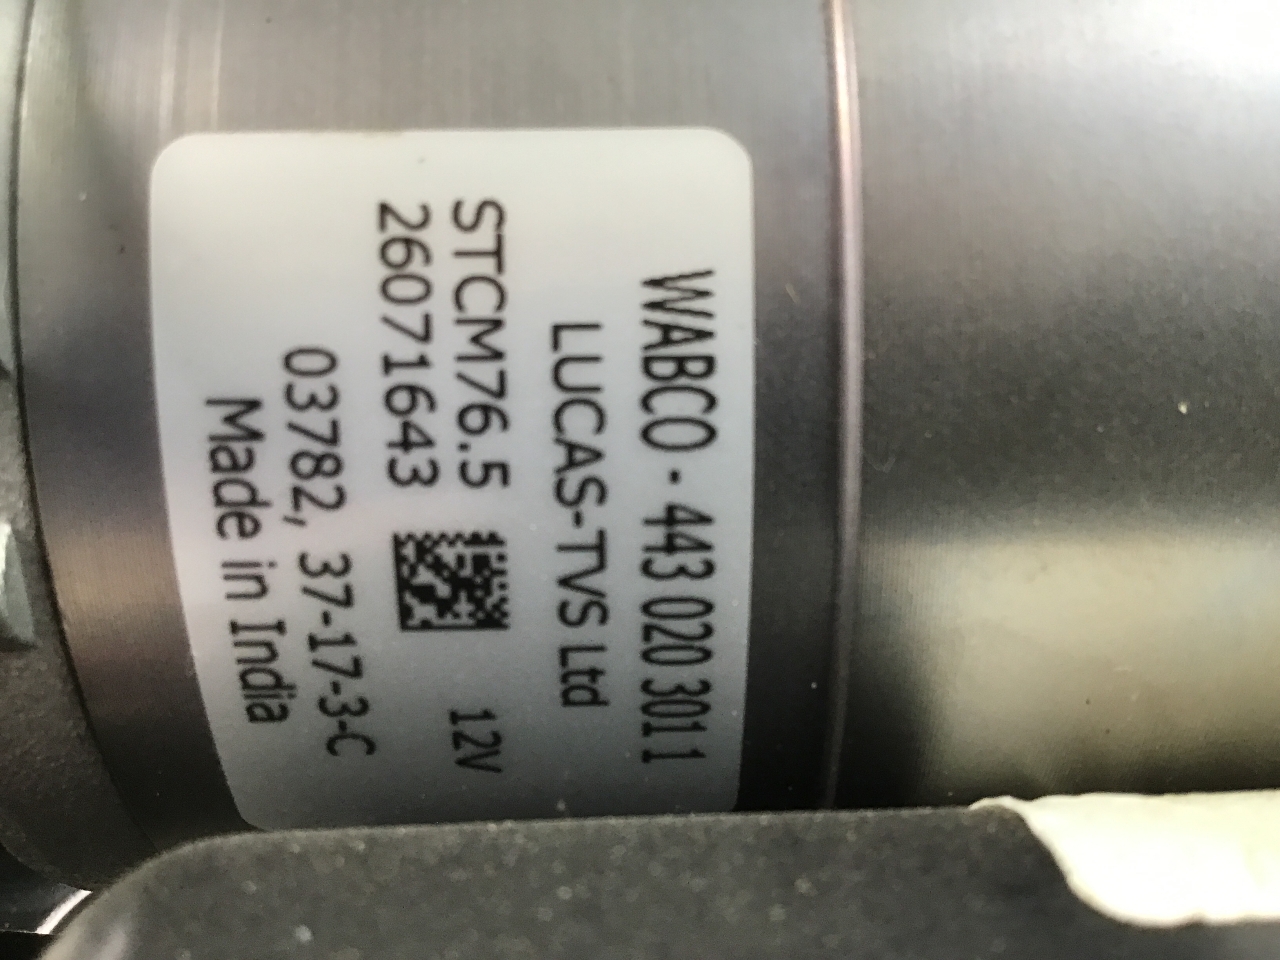 WABCO - 443 020 301 1
LUCAS-TVS Ltd
STCM76.5
26071643
12V
03782, 37-17-3-C
Made in India